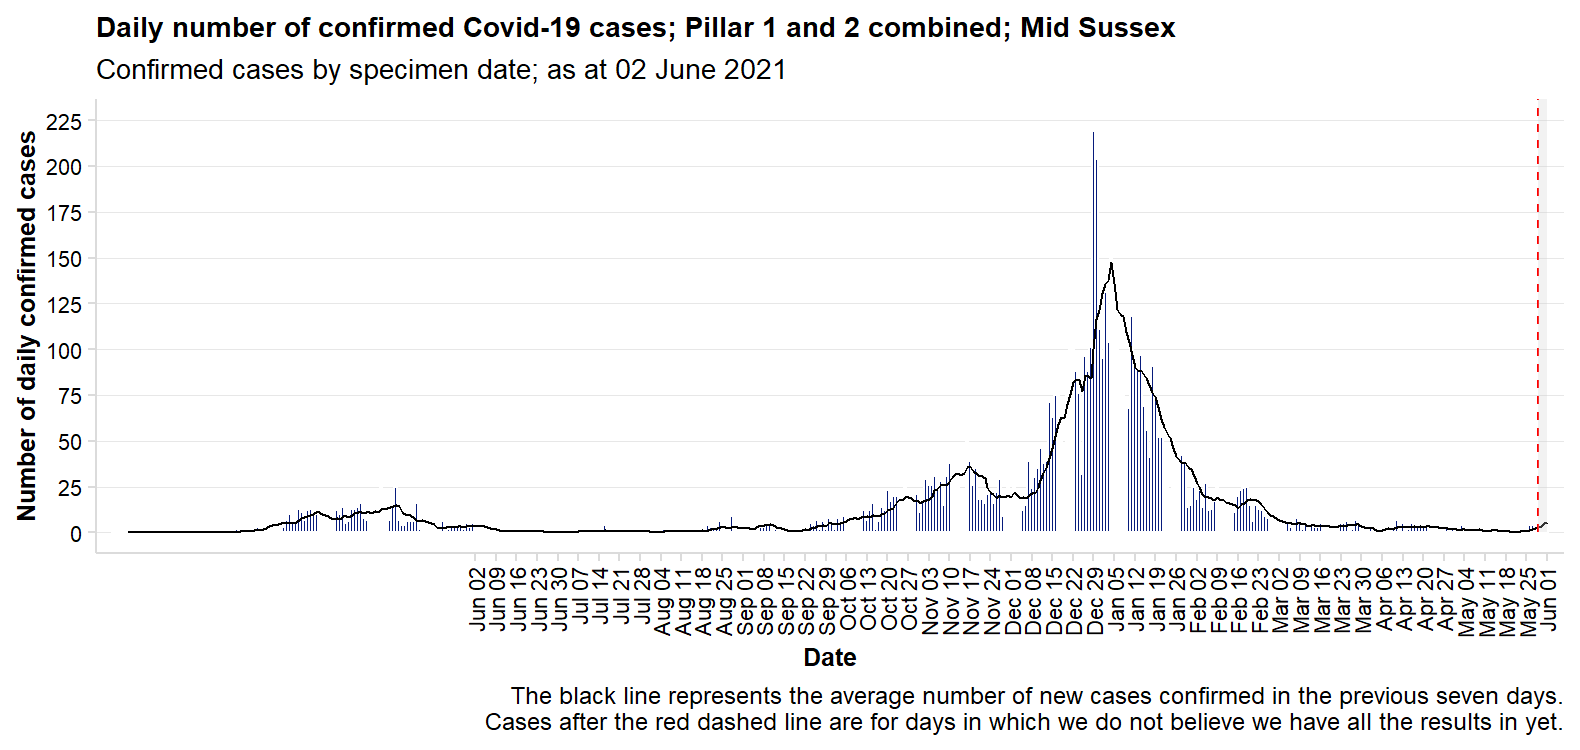 Daily number of confirmed Covid-19 cases; Pillar 1 and 2 combined; Mid Sussex
Confirmed cases by specimen date; as at 02 June 2021
Number of daily confirmed cases
225
200
175
150
125
100
75
50
25
0
Jun 02
Jun 09
Jun 16
Jun 23
Jun 30
Jul 07
Jul 14
Jul 21
Jul 28
Aug 04
Aug 11
Aug 18
Aug 25
Sep 01
Sep 08
Sep 15
Sep 22
Sep 29
Oct 06
Oct 13
Oct 20
Oct 27
Nov 03
Nov 10
Nov 17
Nov 24
Dec 01
Dec 08
Dec 15
Dec 22
Dec 29
Jan 05
Jan 12
Jan 19
Jan 26
Feb 02
Feb 09
Feb 16
Feb 23
Mar 02
Mar 09
Mar 16
Mar 23
Mar 30
Apr 06
Apr 13
Apr 20
Apr 27
May 04
May 11
May 18
May 25
Jun 01
Date
The black line represents the average number of new cases confirmed in the previous seven days.
Cases after the red dashed line are for days in which we do not believe we have all the results in yet.